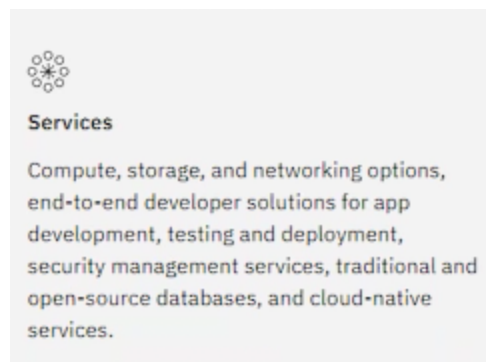 Services
Compute, storage, and networking options,
end-to-end developer solutions for app
development, testing and deployment,
security management services, traditional and
open-source databases, and cloud-native
services.